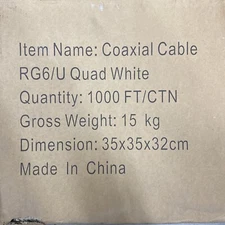 Item Name: Coaxial Cable
RG6/U Quad White
Quantity: 1000 FT/CTN
Gross Weight: 15 kg
Dimension: 35x35x32cm
Made In China